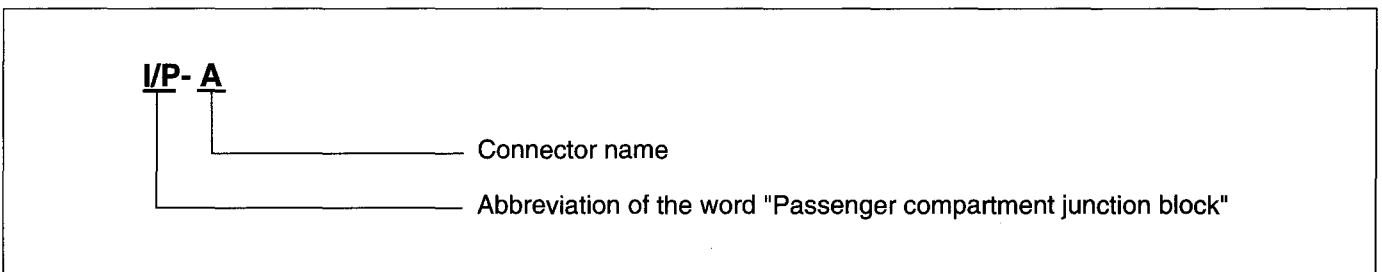 I/P- A
Connector name
Abbreviation of the word "Passenger compartment junction block"